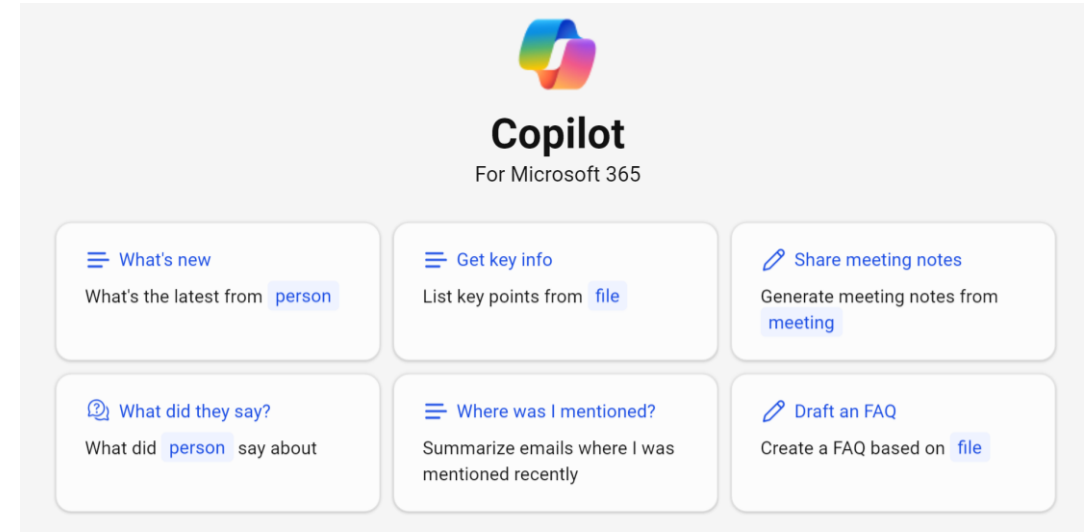 Copilot
For Microsoft 365
What's new
What's the latest from person
Get key info
List key points from file
Share meeting notes
Generate meeting notes from
meeting
What did they say?
What did person say about
Where was I mentioned?
Summarize emails where I was
mentioned recently
Draft an FAQ
Create a FAQ based on file